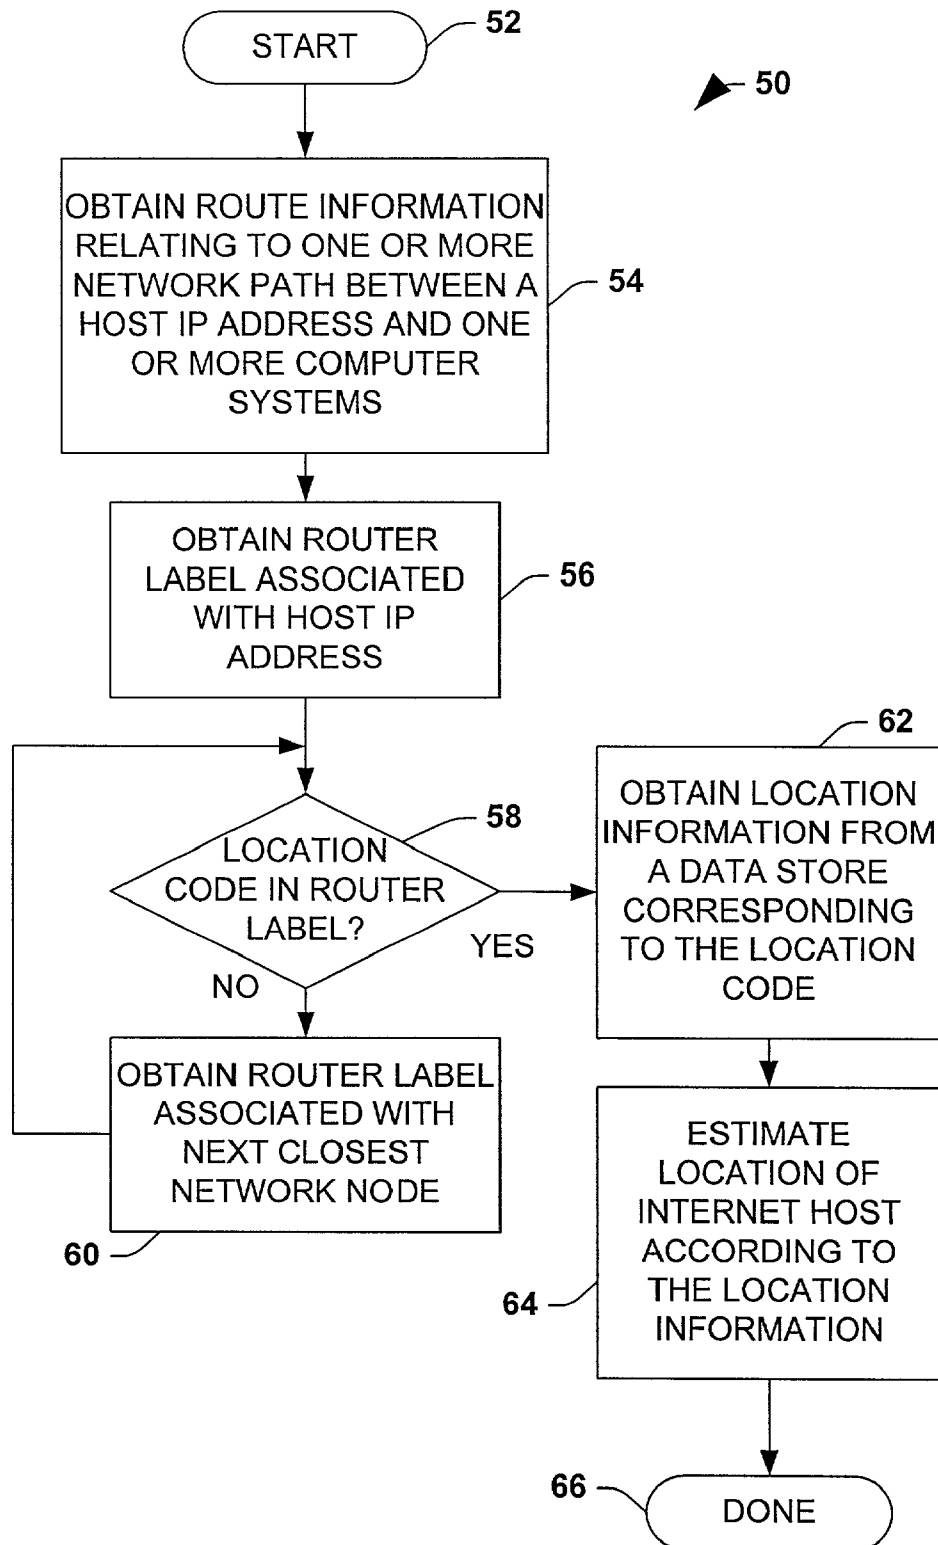 START
52
50
OBTAIN ROUTE INFORMATION
RELATING TO ONE OR MORE
NETWORK PATH BETWEEN A
HOST IP ADDRESS AND ONE
OR MORE COMPUTER
SYSTEMS
54
OBTAIN ROUTER
LABEL ASSOCIATED
WITH HOST IP
ADDRESS
56
LOCATION
CODE IN ROUTER
LABEL?
58
YES
NO
OBTAIN ROUTER LABEL
ASSOCIATED WITH
NEXT CLOSEST
NETWORK NODE
60
62
OBTAIN LOCATION
INFORMATION FROM
A DATA STORE
CORRESPONDING
TO THE LOCATION
CODE
ESTIMATE
LOCATION OF
INTERNET HOST
ACCORDING TO
THE LOCATION
INFORMATION
64
66
DONE